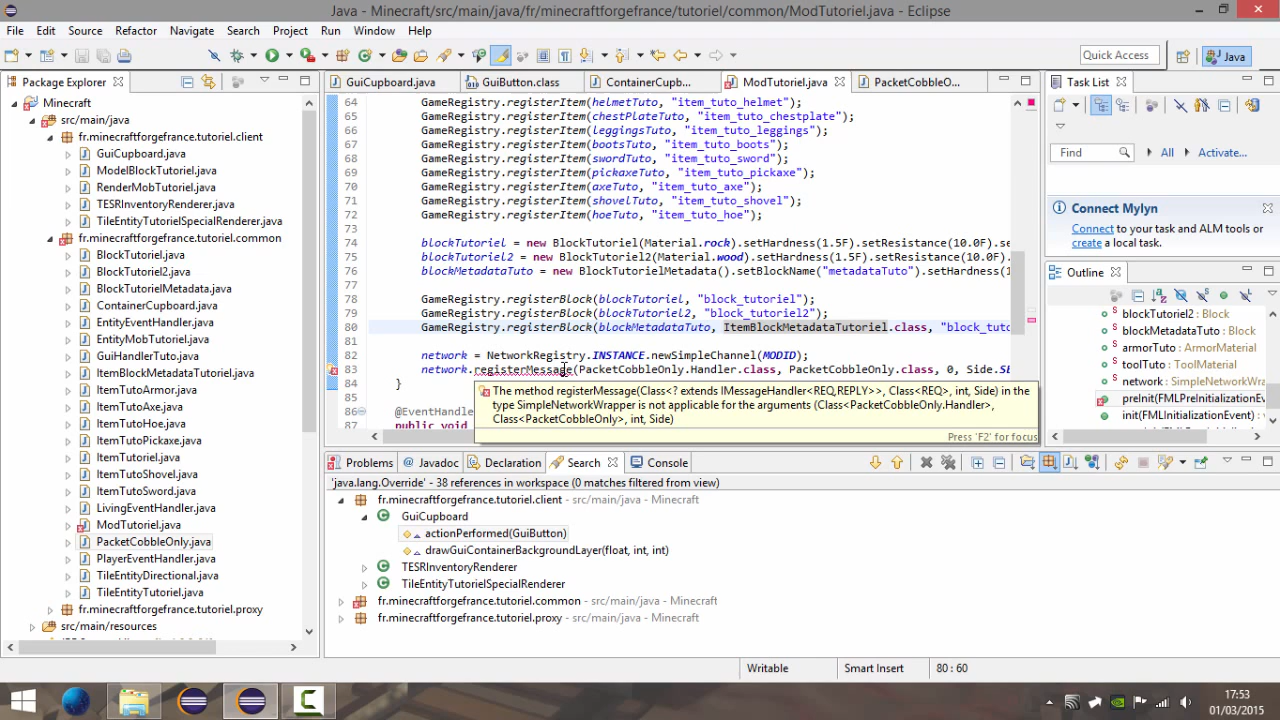 Java - Minecraft/src/main/java/fr/minecraftforgefrance/tutoriel/common/ModTutoriel.java - Eclipse
File Edit Source Refactor Navigate Search Project Run Window Help
Quick Access Java
Package Explorer
Minecraft
src/main/java
fr.minecraftforgefrance.tutoriel.client
GuiCupboard.java
ModelBlockTutoriel.java
RenderMobTutoriel.java
TESRInventoryRenderer.java
TileEntityTutorielSpecialRenderer.java
fr.minecraftforgefrance.tutoriel.common
BlockTutoriel.java
BlockTutoriel2.java
BlockTutorielMetadata.java
ContainerCupboard.java
EntityEventHandler.java
EntityMobTutoriel.java
GuiHandlerTuto.java
ItemBlockMetadataTutoriel.java
ItemTutoArmor.java
ItemTutoAxe.java
ItemTutoHoe.java
ItemTutoPickaxe.java
ItemTutoriel.java
ItemTutoShovel.java
ItemTutoSword.java
LivingEventHandler.java
ModTutoriel.java
PacketCobbleOnly.java
PlayerEventHandler.java
TileEntityDirectional.java
TileEntityTutoriel.java
fr.minecraftforgefrance.tutoriel.proxy
src/main/resources
GuiCupboard.java GuiButton.class ContainerCupb... ModTutoriel.java PacketCobbleO...
64 GameRegistry.registerItem(helmetTuto, "item_tuto_helmet");
65 GameRegistry.registerItem(chestPlateTuto, "item_tuto_chestplate");
66 GameRegistry.registerItem(leggingsTuto, "item_tuto_leggings");
67 GameRegistry.registerItem(bootsTuto, "item_tuto_boots");
68 GameRegistry.registerItem(swordTuto, "item_tuto_sword");
69 GameRegistry.registerItem(pickaxeTuto, "item_tuto_pickaxe");
70 GameRegistry.registerItem(axeTuto, "item_tuto_axe");
71 GameRegistry.registerItem(shovelTuto, "item_tuto_shovel");
72 GameRegistry.registerItem(hoeTuto, "item_tuto_hoe");
73
74 blockTutoriel = new BlockTutoriel(Material.rock).setHardness(1.5F).setResistance(10.0F).se
75 blockTutoriel2 = new BlockTutoriel2(Material.wood).setHardness(1.5F).setResistance(10.0F).s
76 blockMetadataTuto = new BlockTutorielMetadata().setBlockName("metadataTuto").setHardness(1
77
78 GameRegistry.registerBlock(blockTutoriel, "block_tutoriel");
79 GameRegistry.registerBlock(blockTutoriel2, "block_tutoriel2");
80 GameRegistry.registerBlock(blockMetadataTuto, ItemBlockMetadataTutoriel.class, "block_tuto
81
82 network = NetworkRegistry.INSTANCE.newSimpleChannel(MODID);
83 network.registerMessage(PacketCobbleOnly.Handler.class, PacketCobbleOnly.class, 0, Side.SE
84 }
85
86 @EventHandle
87 public void
The method registerMessage(Class<? extends IMessageHandler<REQ,REPLY>>, Class<REQ>, int, Side) in the
type SimpleNetworkWrapper is not applicable for the arguments (Class<PacketCobbleOnly.Handler>,
Class<PacketCobbleOnly>, int, Side)
Press 'F2' for focus
Task List
Find All Activate...
Connect Mylyn
Connect to your task and ALM tools or
create a local task.
Outline
blockTutoriel2 : Block
blockMetadataTuto : Block
armorTuto : ArmorMaterial
toolTuto : ToolMaterial
network : SimpleNetworkWr
preInit(FMLPreInitializationEv
init(FMLInitializationEvent) :
Problems Javadoc Declaration Search Console
'java.lang.Override' - 38 references in workspace (0 matches filtered from view)
fr.minecraftforgefrance.tutoriel.client - src/main/java - Minecraft
GuiCupboard
actionPerformed(GuiButton)
drawGuiContainerBackgroundLayer(float, int, int)
TESRInventoryRenderer
TileEntityTutorielSpecialRenderer
fr.minecraftforgefrance.tutoriel.common - src/main/java - Minecraft
fr.minecraftforgefrance.tutoriel.proxy - src/main/java - Minecraft
Writable Smart Insert 80 : 60
17:53
01/03/2015